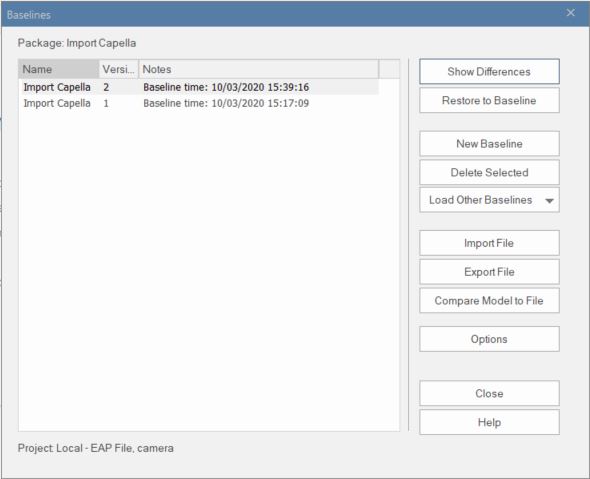 Baselines
Package: Import Capella
Name Versi... Notes
Import Capella 2 Baseline time: 10/03/2020 15:39:16
Import Capella 1 Baseline time: 10/03/2020 15:17:09
Show Differences
Restore to Baseline
New Baseline
Delete Selected
Load Other Baselines
Import File
Export File
Compare Model to File
Options
Close
Help
Project: Local - EAP File, camera